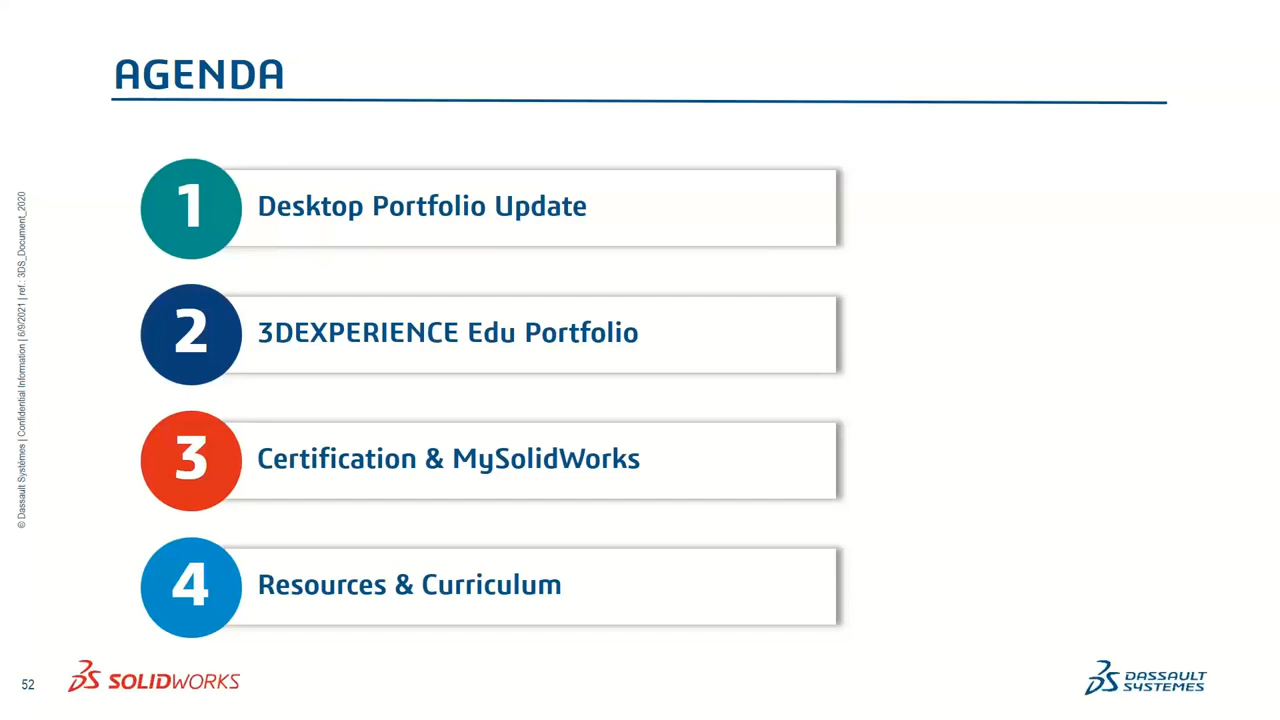 AGENDA
1
Desktop Portfolio Update
2
3DEXPERIENCE Edu Portfolio
3
Certification & MySolidWorks
4
Resources & Curriculum
© Dassault Systèmes | Confidential Information | 6/9/2021 | ref.: 3DS_Document_2020
52
SOLIDWORKS
DASSAULT
SYSTEMES